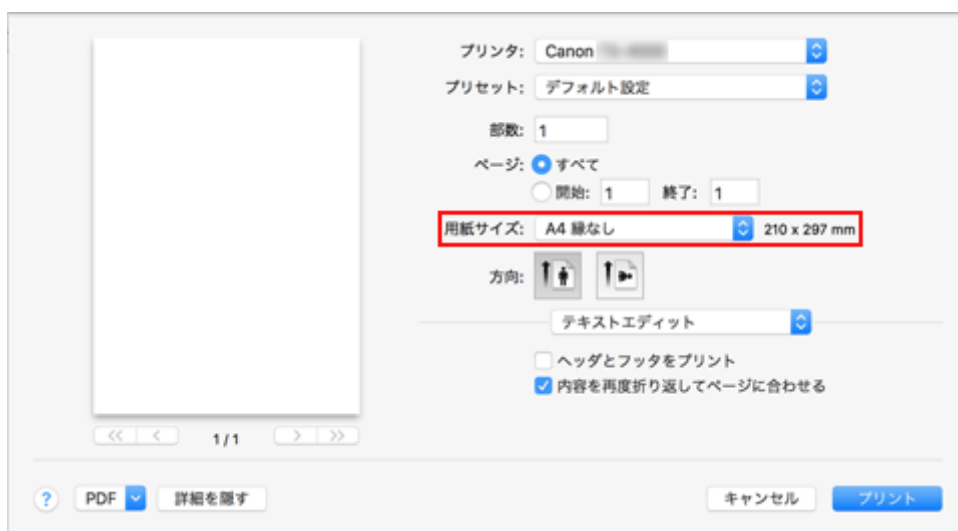 プリンタ: Canon
プリセット: デフォルト設定
部数: 1
ページ: すべて
開始: 1 終了: 1
用紙サイズ: A4 縁なし 210 x 297 mm
方向:
テキストエディット
ヘッダとフッタをプリント
内容を再度折り返してページに合わせる
<< < 1 / 1 > >>
? PDF 詳細を隠す キャンセル プリント